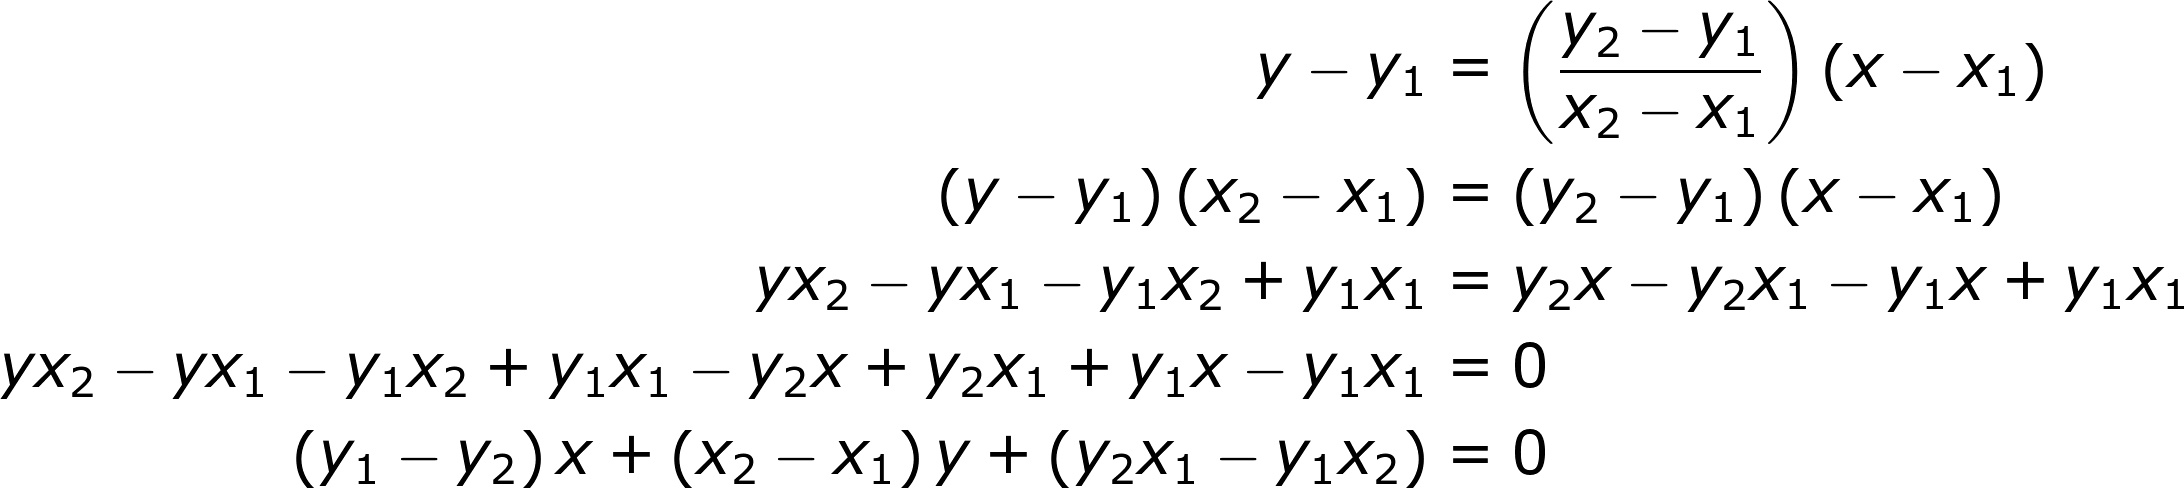 y − y₁ = ((y₂ − y₁)/(x₂ − x₁)) (x − x₁)
(y − y₁) (x₂ − x₁) = (y₂ − y₁) (x − x₁)
yx₂ − yx₁ − y₁x₂ + y₁x₁ = y₂x − y₂x₁ − y₁x + y₁x₁
yx₂ − yx₁ − y₁x₂ + y₁x₁ − y₂x + y₂x₁ + y₁x − y₁x₁ = 0
(y₁ − y₂) x + (x₂ − x₁) y + (y₂x₁ − y₁x₂) = 0